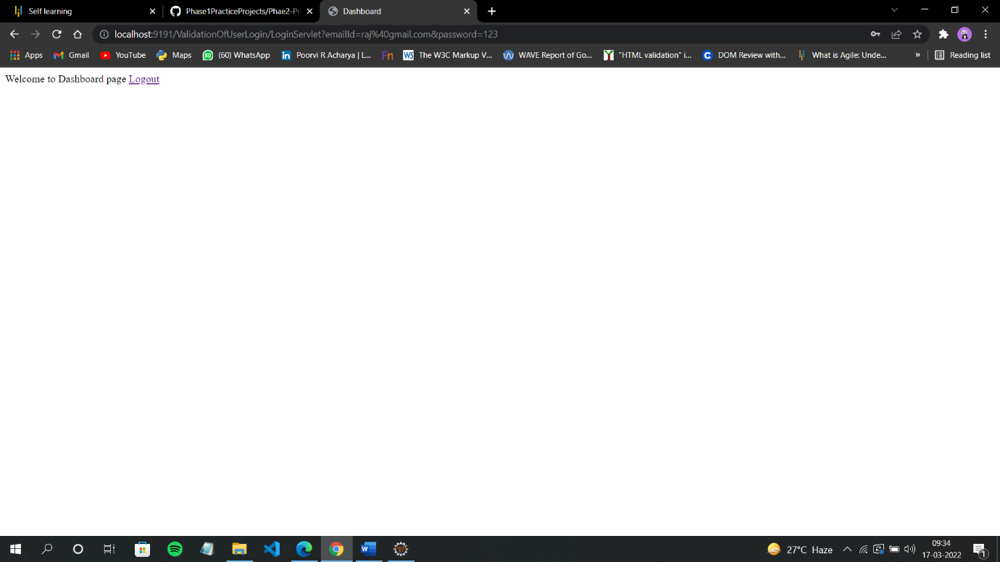 Self learning
Phase1PracticeProjects/Phae2-Pr
Dashboard
localhost:9191/ValidationOfUserLogin/LoginServlet?emailId=raj%40gmail.com&password=123
Apps Gmail YouTube Maps (60) WhatsApp Poorvi R Acharya | L... Fn The W3C Markup V... WAVE Report of Go... "HTML validation" i... DOM Review with... What is Agile: Unde... » Reading list
Welcome to Dashboard page Logout
27°C Haze
09:34
17-03-2022
1